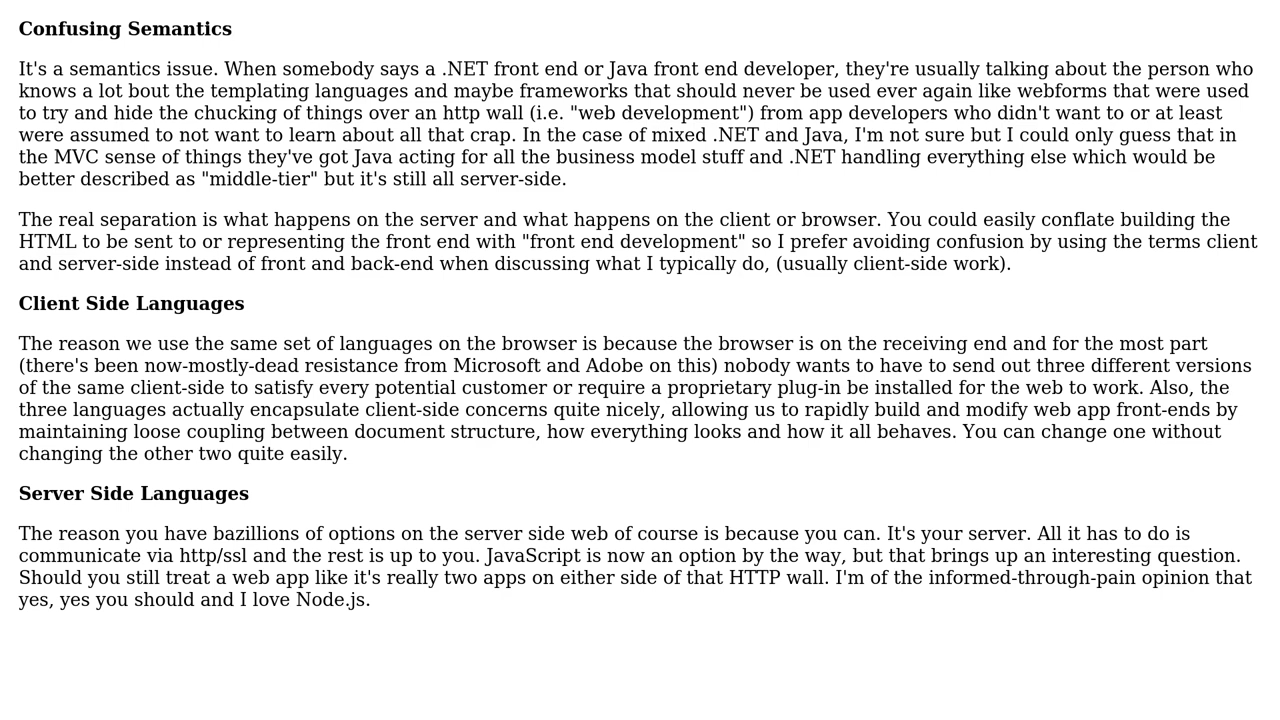 Confusing Semantics
It's a semantics issue. When somebody says a .NET front end or Java front end developer, they're usually talking about the person who
knows a lot bout the templating languages and maybe frameworks that should never be used ever again like webforms that were used
to try and hide the chucking of things over an http wall (i.e. "web development") from app developers who didn't want to or at least
were assumed to not want to learn about all that crap. In the case of mixed .NET and Java, I'm not sure but I could only guess that in
the MVC sense of things they've got Java acting for all the business model stuff and .NET handling everything else which would be
better described as "middle-tier" but it's still all server-side.
The real separation is what happens on the server and what happens on the client or browser. You could easily conflate building the
HTML to be sent to or representing the front end with "front end development" so I prefer avoiding confusion by using the terms client
and server-side instead of front and back-end when discussing what I typically do, (usually client-side work).
Client Side Languages
The reason we use the same set of languages on the browser is because the browser is on the receiving end and for the most part
(there's been now-mostly-dead resistance from Microsoft and Adobe on this) nobody wants to have to send out three different versions
of the same client-side to satisfy every potential customer or require a proprietary plug-in be installed for the web to work. Also, the
three languages actually encapsulate client-side concerns quite nicely, allowing us to rapidly build and modify web app front-ends by
maintaining loose coupling between document structure, how everything looks and how it all behaves. You can change one without
changing the other two quite easily.
Server Side Languages
The reason you have bazillions of options on the server side web of course is because you can. It's your server. All it has to do is
communicate via http/ssl and the rest is up to you. JavaScript is now an option by the way, but that brings up an interesting question.
Should you still treat a web app like it's really two apps on either side of that HTTP wall. I'm of the informed-through-pain opinion that
yes, yes you should and I love Node.js.